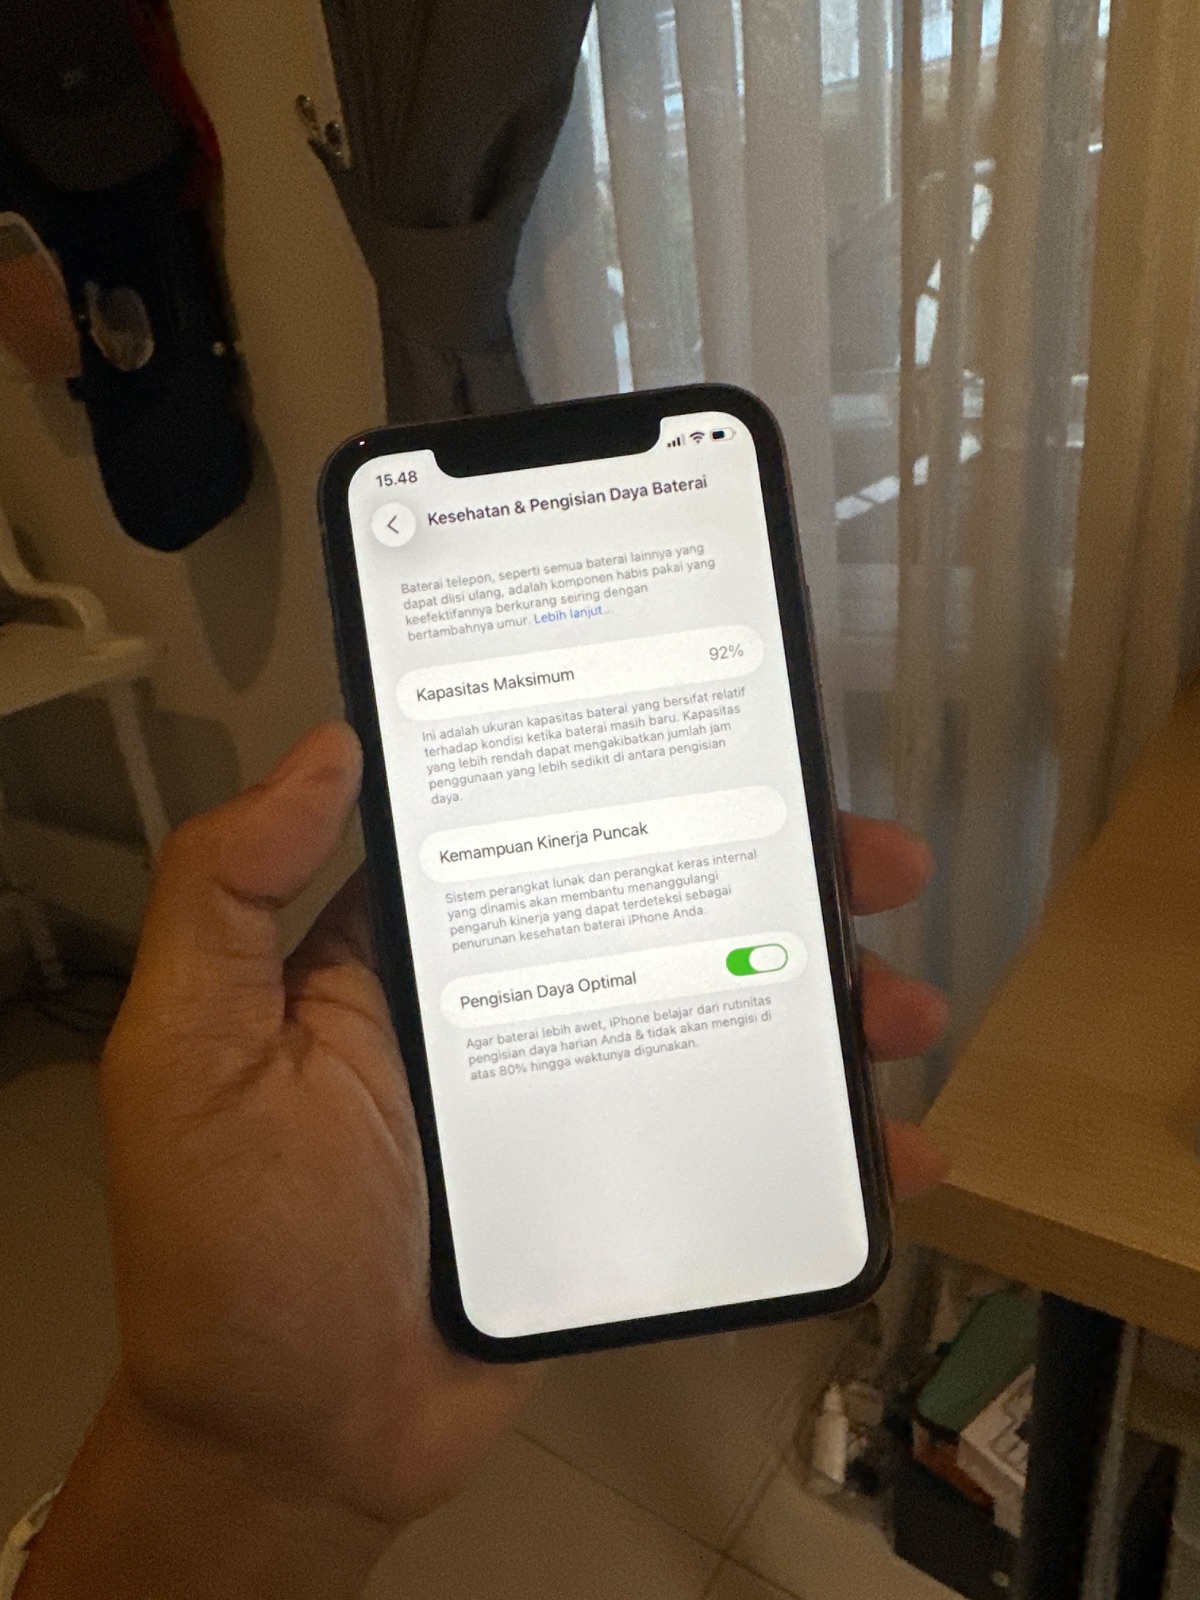 15.48
Kesehatan & Pengisian Daya Baterai
Baterai telepon, seperti semua baterai lainnya yang
dapat diisi ulang, adalah komponen habis pakai yang
keefektifannya berkurang seiring dengan
bertambahnya umur. Lebih lanjut...
Kapasitas Maksimum 92%
Ini adalah ukuran kapasitas baterai yang bersifat relatif
terhadap kondisi ketika baterai masih baru. Kapasitas
yang lebih rendah dapat mengakibatkan jumlah jam
penggunaan yang lebih sedikit di antara pengisian
daya.
Kemampuan Kinerja Puncak
Sistem perangkat lunak dan perangkat keras internal
yang dinamis akan membantu menanggulangi
pengaruh kinerja yang dapat terdeteksi sebagai
penurunan kesehatan baterai iPhone Anda.
Pengisian Daya Optimal
Agar baterai lebih awet, iPhone belajar dari rutinitas
pengisian daya harian Anda & tidak akan mengisi di
atas 80% hingga waktunya digunakan.